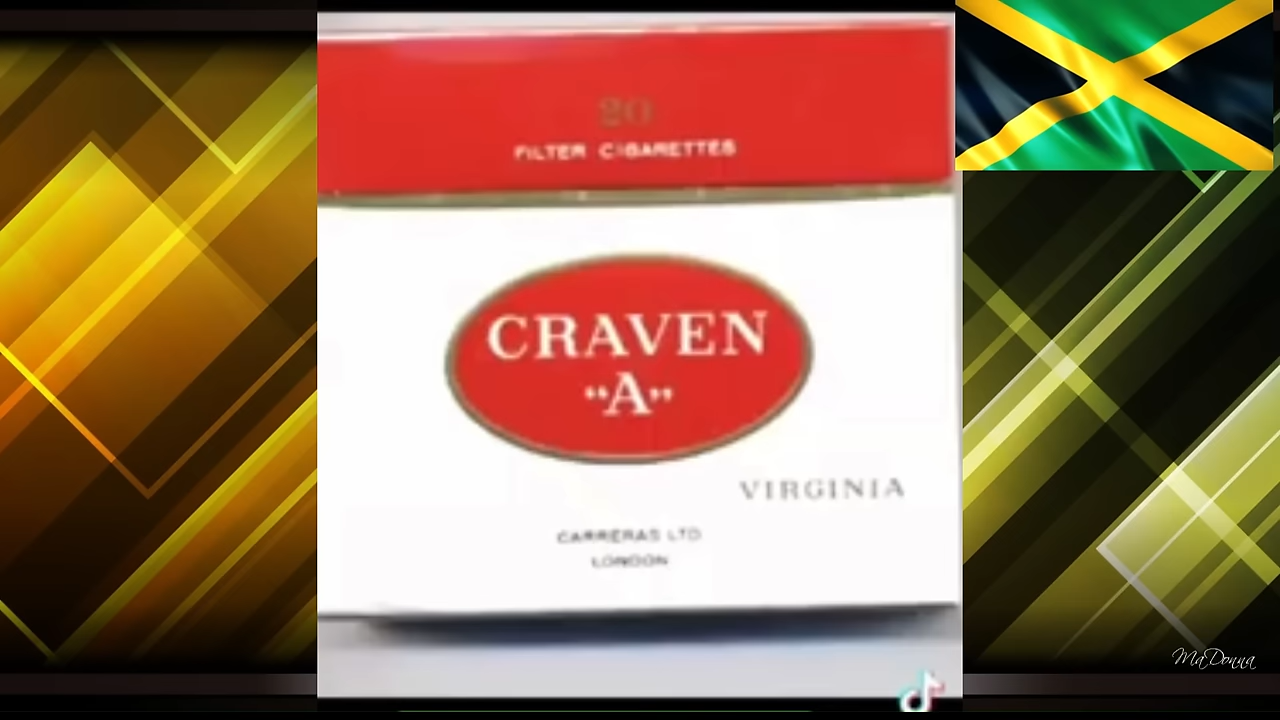 20
FILTER CIGARETTES
CRAVEN
“A”
VIRGINIA
CARRERAS LTD
LONDON
MaDonna